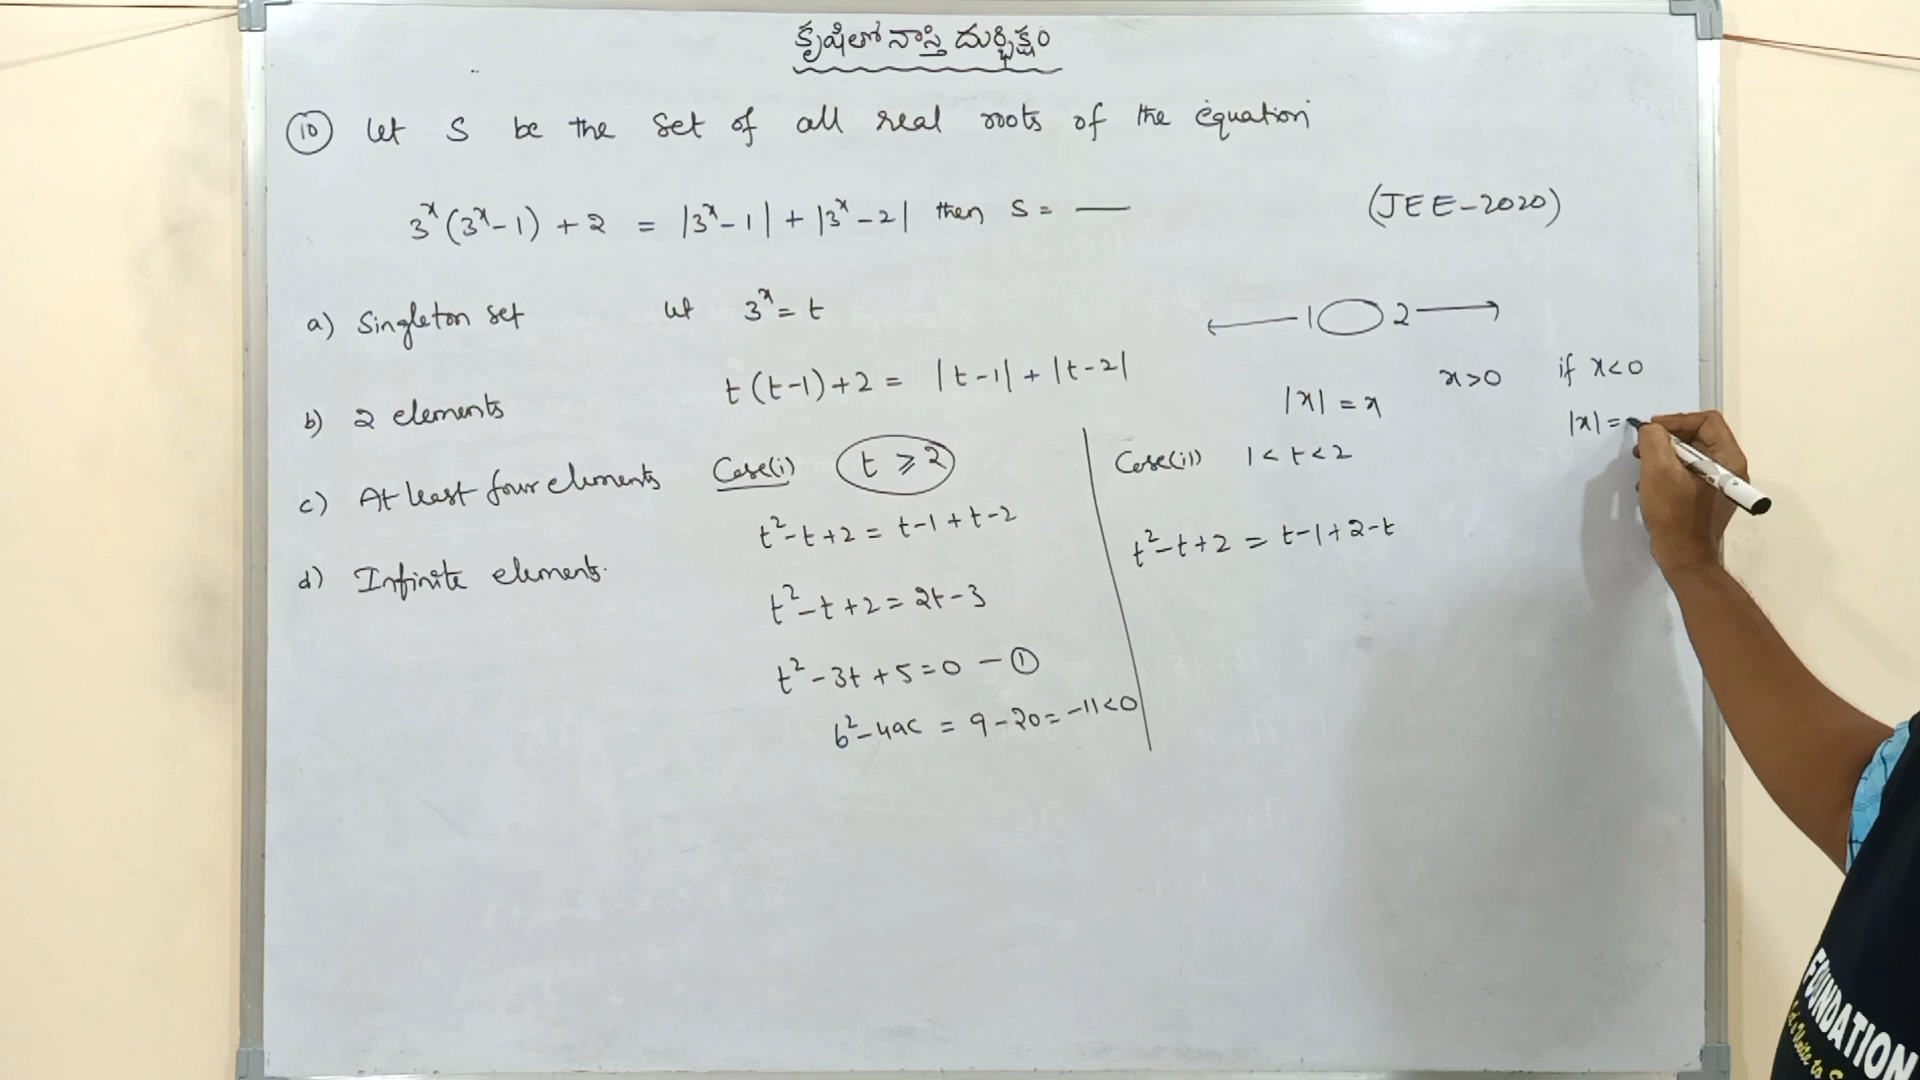 కృషితో నాస్తి దుర్భిక్షం
(10) Let S be the set of all real roots of the equation
3^x(3^x-1) + 2 = |3^x-1| + |3^x-2| then S = —
(JEE-2020)
a) Singleton set
b) 2 elements
c) At least four elements
d) Infinite elements.
Let 3^x = t
t(t-1)+2 = |t-1| + |t-2|
Case(i) t ≥ 2
t²-t+2 = t-1+t-2
t²-t+2 = 2t-3
t²-3t+5=0 – ①
b²-4ac = 9-20 = -11<0
1 2
|x| = x x>0 if x<0
|x| =
Case(ii) 1<t<2
t²-t+2 = t-1+2-t
FOUNDATION